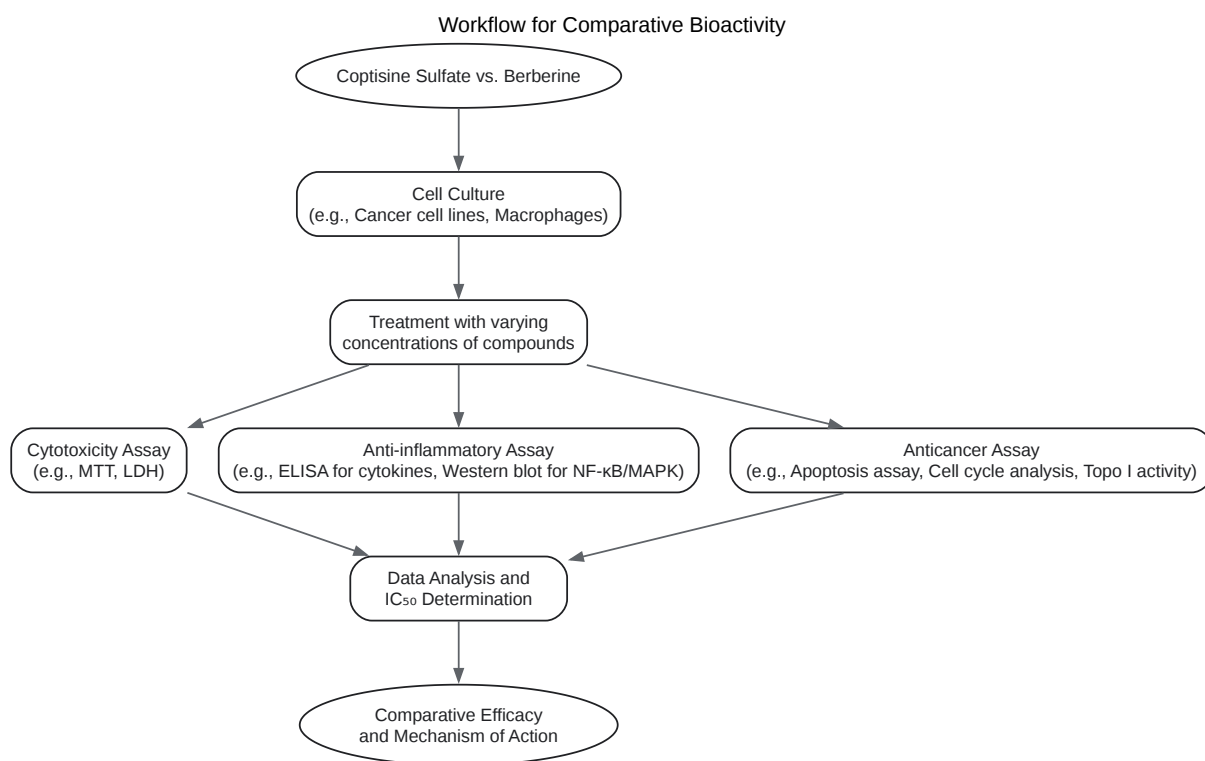 Workflow for Comparative Bioactivity
Coptisine Sulfate vs. Berberine
Cell Culture
(e.g., Cancer cell lines, Macrophages)
Treatment with varying
concentrations of compounds
Cytotoxicity Assay
(e.g., MTT, LDH)
Anti-inflammatory Assay
(e.g., ELISA for cytokines, Western blot for NF-κB/MAPK)
Anticancer Assay
(e.g., Apoptosis assay, Cell cycle analysis, Topo I activity)
Data Analysis and
IC₅₀ Determination
Comparative Efficacy
and Mechanism of Action